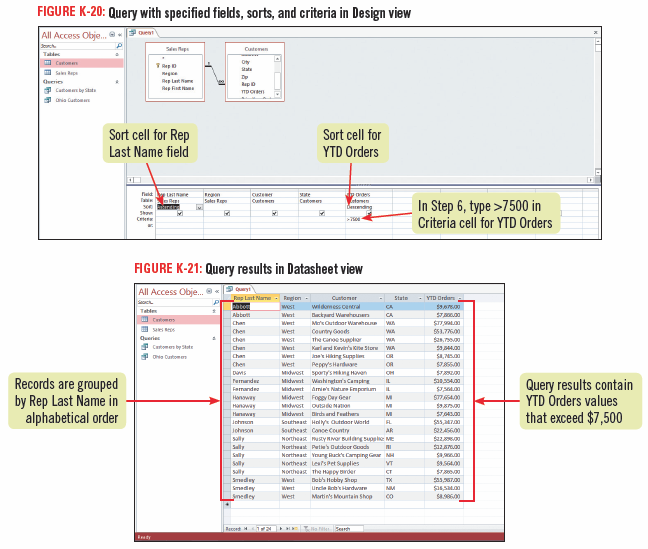 FIGURE K-20: Query with specified fields, sorts, and criteria in Design view
All Access Obje...
Search...
Tables
Customers
Sales Reps
Queries
Customers by State
Ohio Customers
Query1
Sales Reps
*
Rep ID
Region
Rep Last Name
Rep First Name
Customers
City
State
Zip
Rep ID
YTD Orders
Sort cell for Rep
Last Name field
Sort cell for
YTD Orders
Field: Rep Last Name Region Customer State YTD Orders
Table: Sales Reps Sales Reps Customers Customers Customers
Sort: Ascending Descending
Show:
Criteria: >7500
or:
In Step 6, type >7500 in
Criteria cell for YTD Orders
FIGURE K-21: Query results in Datasheet view
All Access Obje...
Search...
Tables
Customers
Sales Reps
Queries
Customers by State
Ohio Customers
Query1
Rep Last Name Region Customer State YTD Orders
Abbott West Wilderness Central CA $9,678.00
Abbott West Backyard Warehousers CA $7,866.00
Chen West Mo's Outdoor Warehouse WA $77,994.00
Chen West Country Goods WA $53,776.00
Chen West The Canoe Supplier WA $26,755.00
Chen West Karl and Kevin's Kite Store WA $9,844.00
Chen West Joe's Hiking Supplies OR $8,765.00
Chen West Peppy's Hardware OR $7,855.00
Davis Midwest Sporty's Hiking Haven OH $7,892.00
Fernandez Midwest Washington's Camping IL $10,554.00
Fernandez Midwest Arnie's Nature Emporium IL $7,566.00
Hanaway Midwest Foggy Day Gear MI $77,654.00
Hanaway Midwest Outside Nation MI $9,875.00
Hanaway Midwest Birds and Feathers MI $7,643.00
Johnson Southeast Holly's Outdoor World FL $55,347.00
Johnson Southeast Canoe Country AR $22,456.00
Sally Northeast Rusty River Building Supplies ME $22,898.00
Sally Northeast Petie's Outdoor Goods RI $12,876.00
Sally Northeast Young Buck's Camping Gear NH $9,966.00
Sally Northeast Lexi's Pet Supplies VT $9,564.00
Sally Northeast The Happy Birder CT $7,865.00
Smedley West Bob's Hobby Shop TX $55,987.00
Smedley West Uncle Bob's Hardware NM $16,534.00
Smedley West Martin's Mountain Shop CO $8,986.00
Records are grouped
by Rep Last Name in
alphabetical order
Query results contain
YTD Orders values
that exceed $7,500
Record: 1 of 24 No Filter Search
Ready